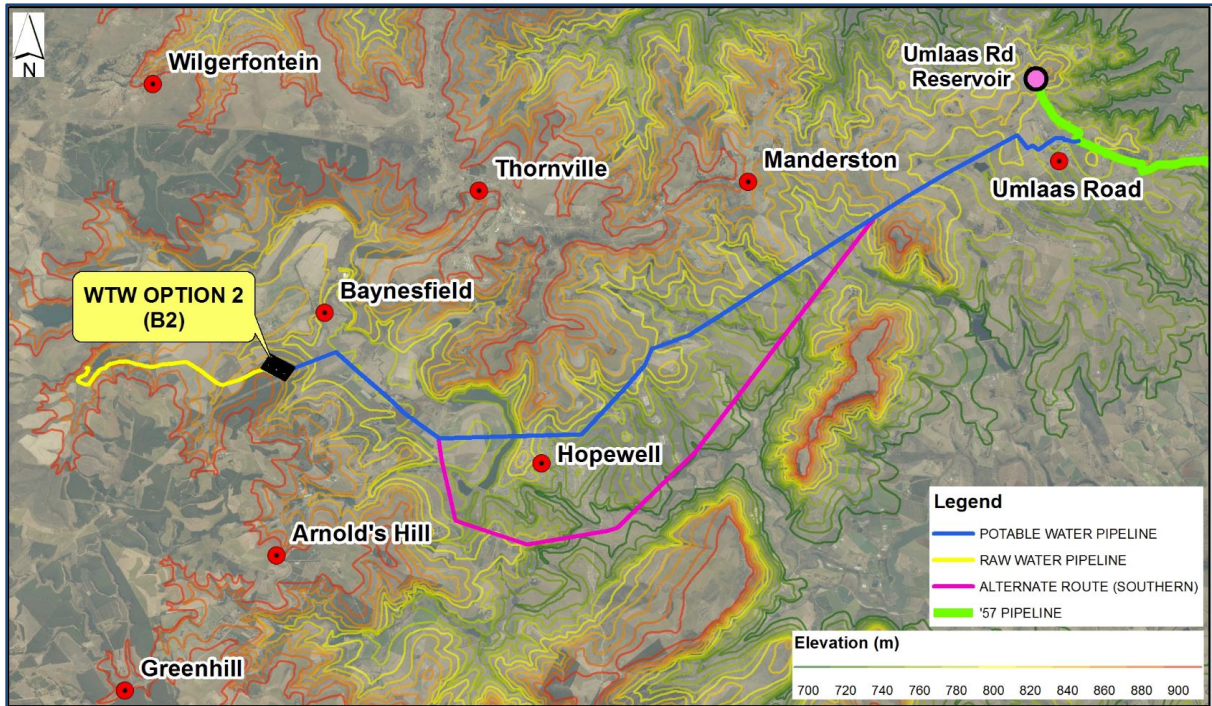 N
Wilgerfontein
Umlaas Rd
Reservoir
Thornville
Manderston
Umlaas Road
WTW OPTION 2
(B2)
Baynesfield
Hopewell
Arnold's Hill
Greenhill
Legend
POTABLE WATER PIPELINE
RAW WATER PIPELINE
ALTERNATE ROUTE (SOUTHERN)
'57 PIPELINE
Elevation (m)
700 720 740 760 780 800 820 840 860 880 900